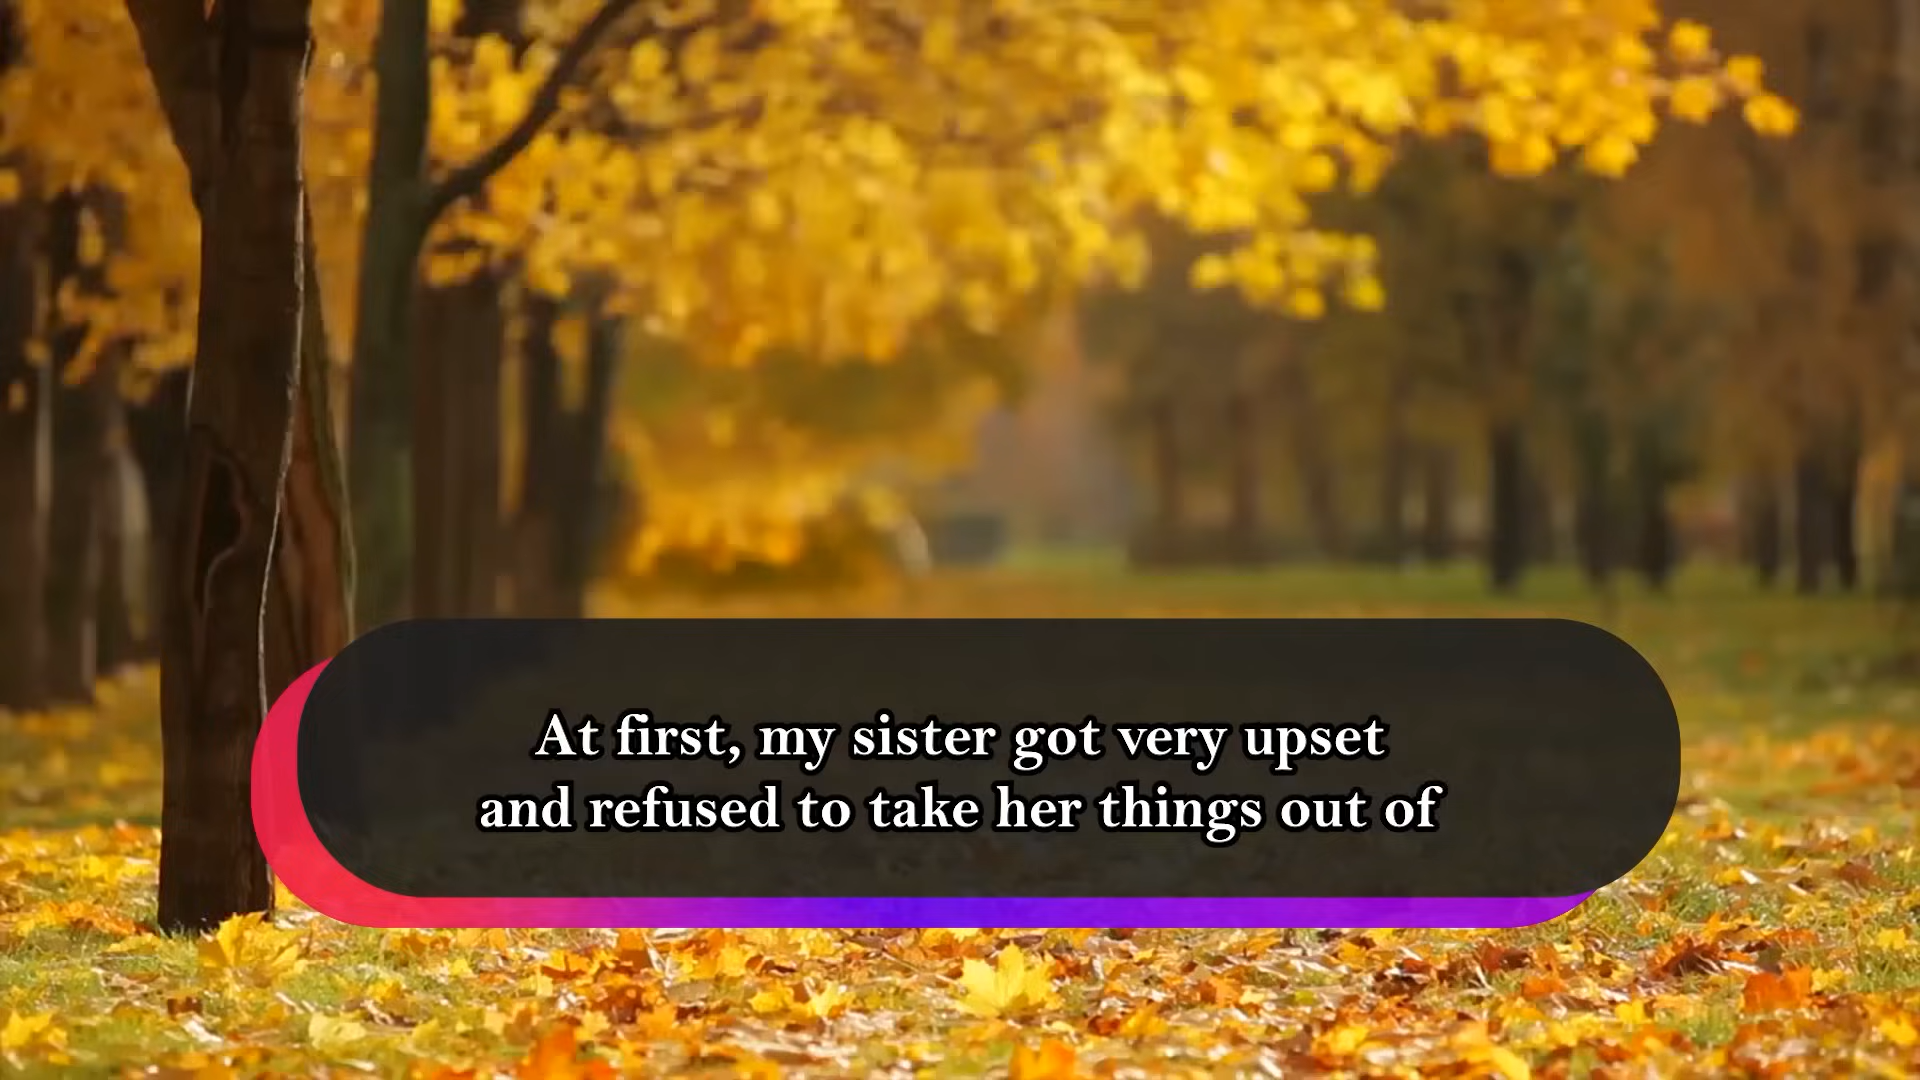 At first, my sister got very upset
and refused to take her things out of